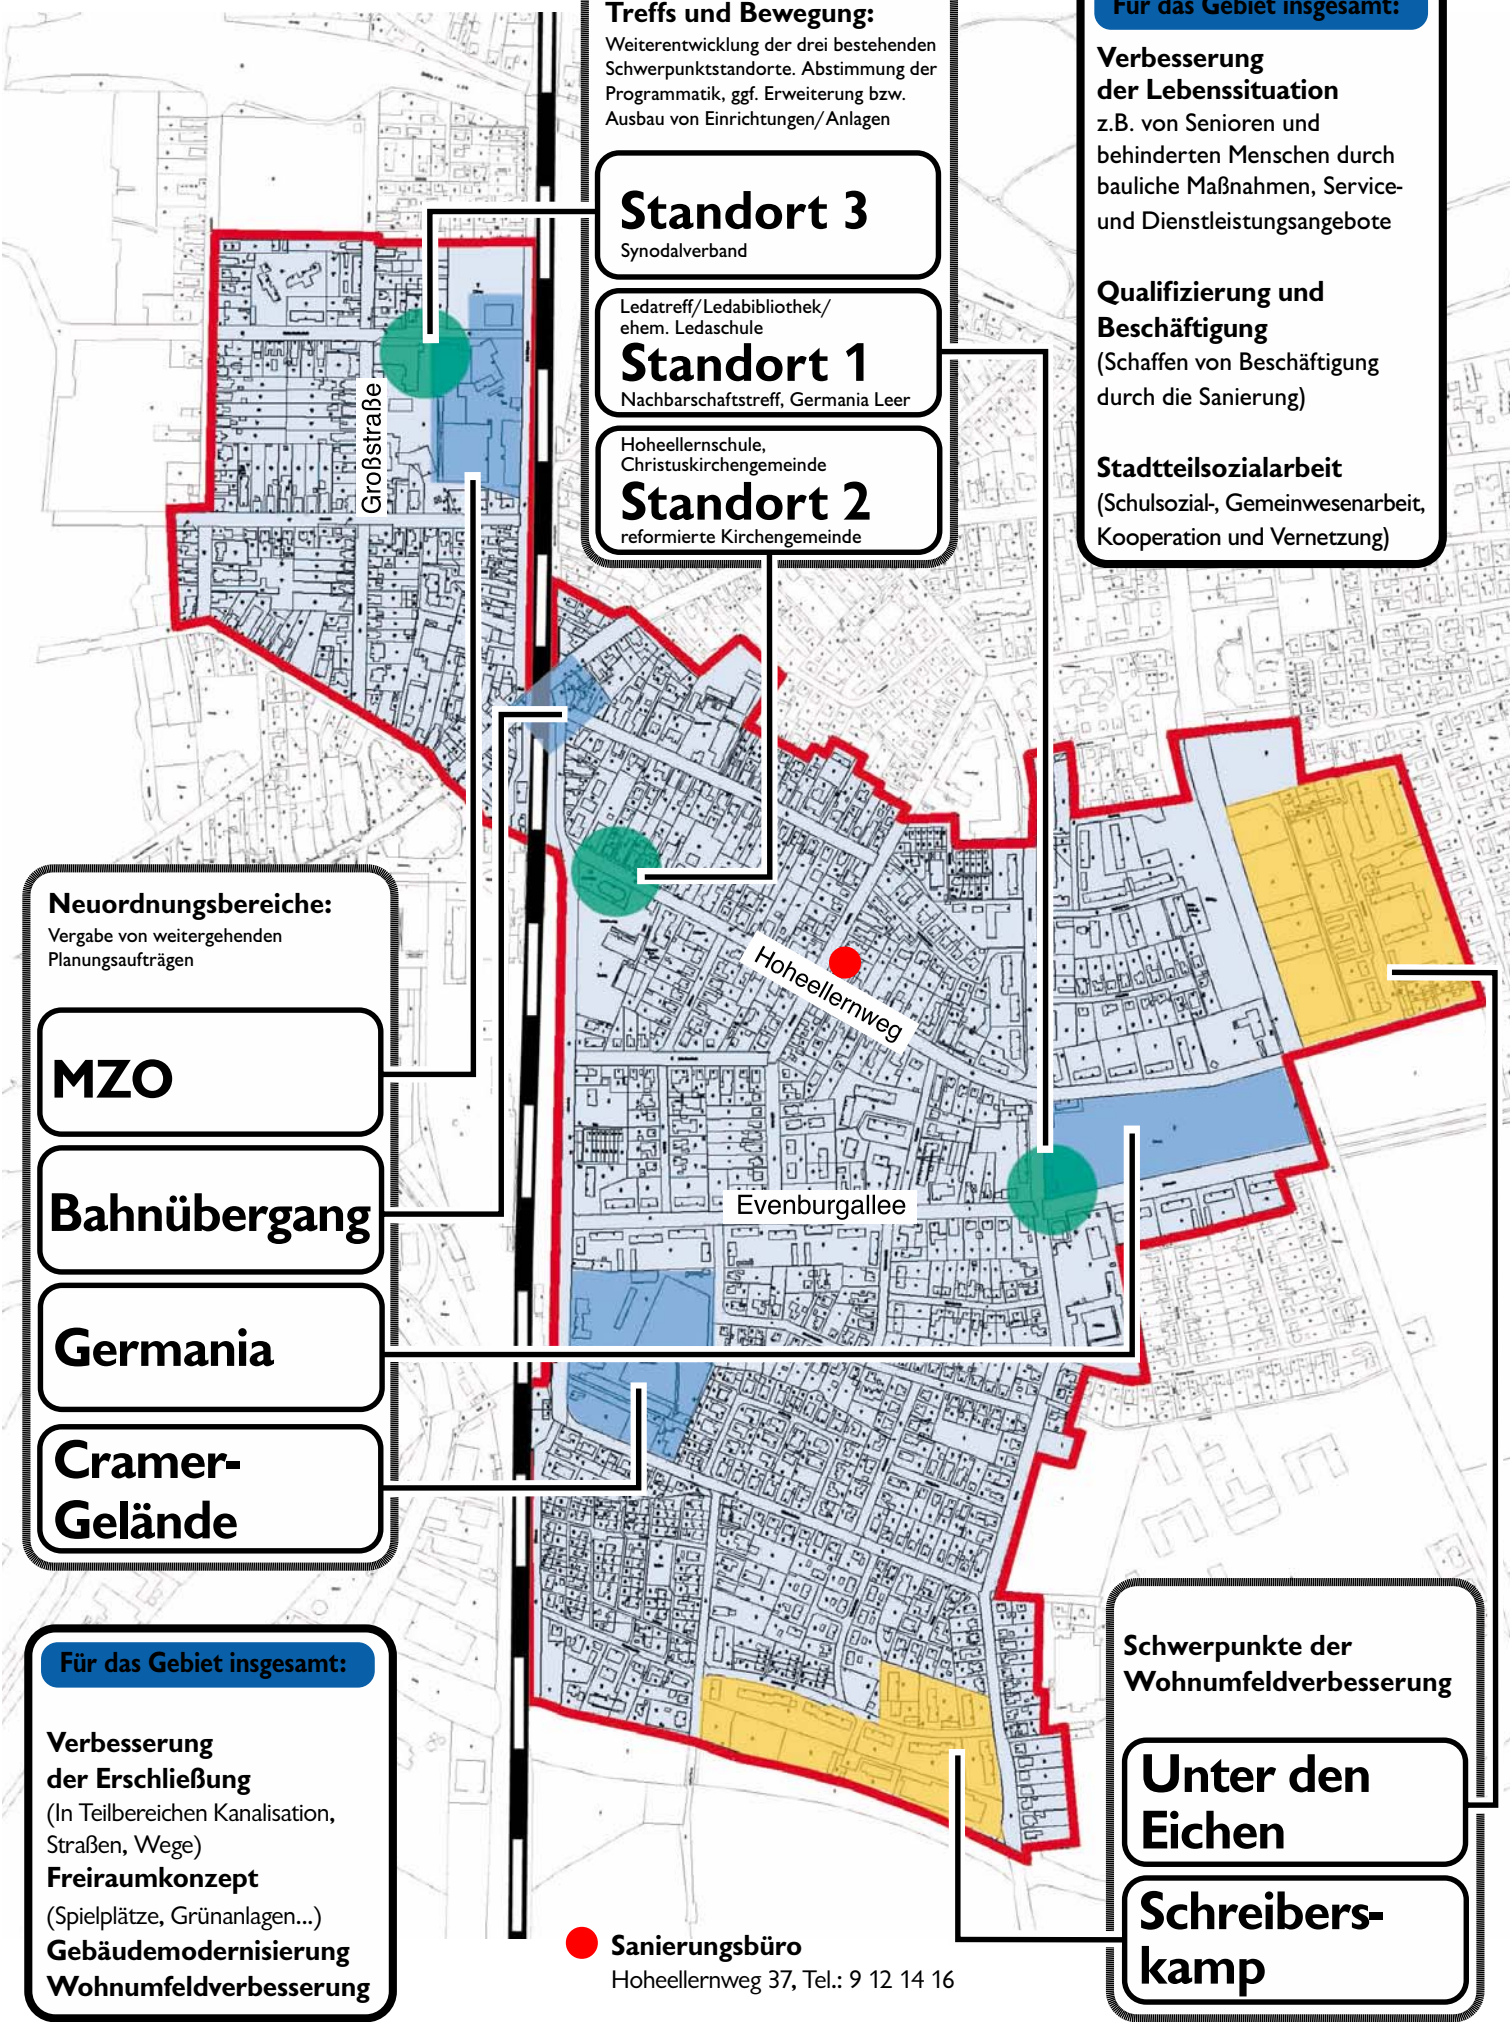 Treffs und Bewegung:
Weiterentwicklung der drei bestehenden
Schwerpunktstandorte. Abstimmung der
Programmatik, ggf. Erweiterung bzw.
Ausbau von Einrichtungen/Anlagen
Standort 3
Synodalverband
Ledatreff/Ledabibliothek/
ehem. Ledaschule
Standort 1
Nachbarschaftstreff, Germania Leer
Hoheellernschule,
Christuskirchengemeinde
Standort 2
reformierte Kirchengemeinde
Für das Gebiet insgesamt:
Verbesserung
der Lebenssituation
z.B. von Senioren und
behinderten Menschen durch
bauliche Maßnahmen, Service-
und Dienstleistungsangebote
Qualifizierung und
Beschäftigung
(Schaffen von Beschäftigung
durch die Sanierung)
Stadtteilsozialarbeit
(Schulsozial-, Gemeinwesenarbeit,
Kooperation und Vernetzung)
Großstraße
Hoheellernweg
Evenburgallee
Neuordnungsbereiche:
Vergabe von weitergehenden
Planungsaufträgen
MZO
Bahnübergang
Germania
Cramer-
Gelände
Für das Gebiet insgesamt:
Verbesserung
der Erschließung
(In Teilbereichen Kanalisation,
Straßen, Wege)
Freiraumkonzept
(Spielplätze, Grünanlagen...)
Gebäudemodernisierung
Wohnumfeldverbesserung
Sanierungsbüro
Hoheellernweg 37, Tel.: 9 12 14 16
Schwerpunkte der
Wohnumfeldverbesserung
Unter den
Eichen
Schreibers-
kamp